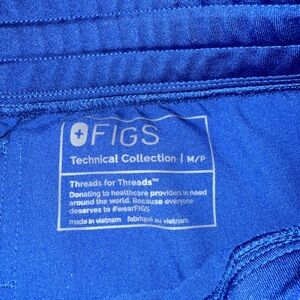 FIGS
Technical Collection | M/P
Threads for Threads™
Donating to healthcare providers in need
around the world. Because everyone
deserves to #wearFIGS
made in vietnam fabriqué au vietnam